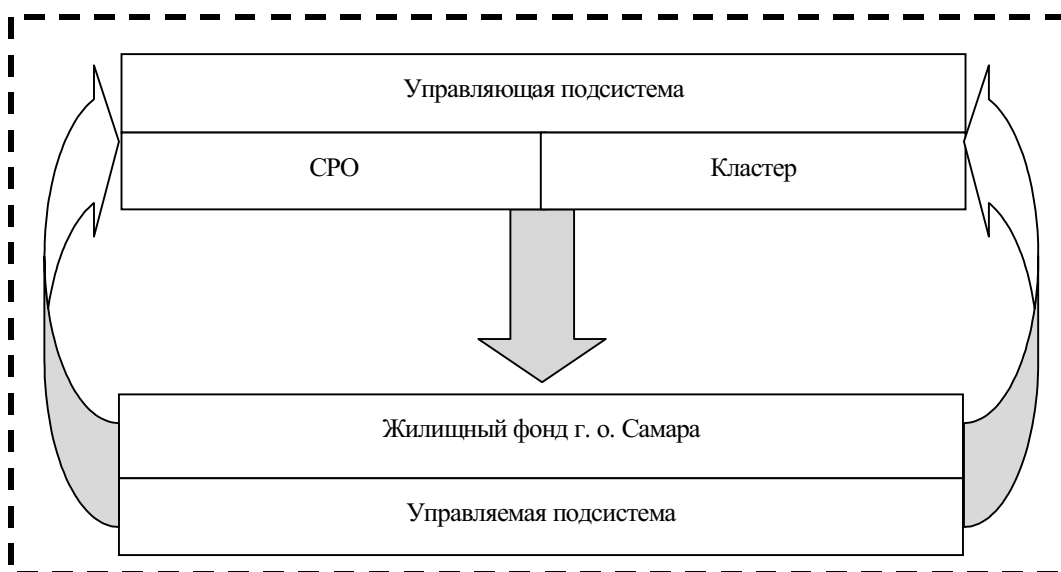 Управляющая подсистема
СРО
Кластер
Жилищный фонд г. о. Самара
Управляемая подсистема